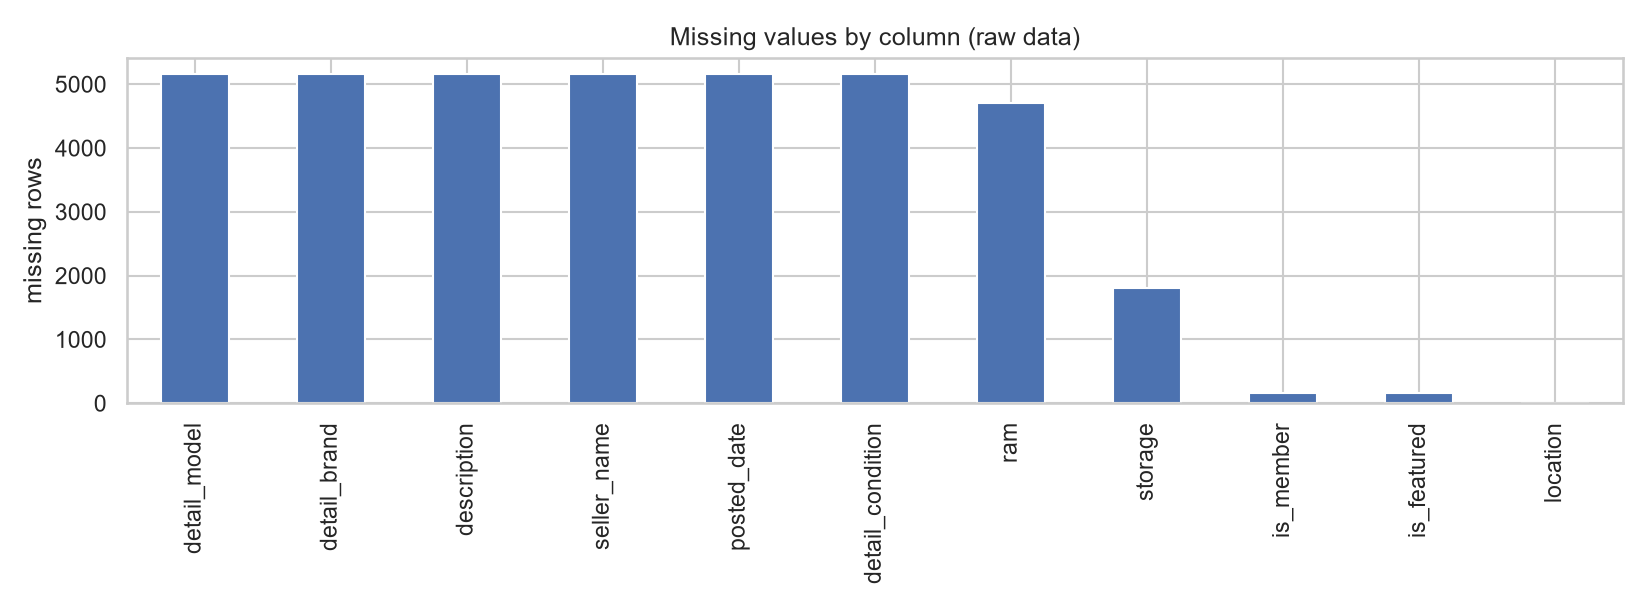 Missing values by column (raw data)
missing rows
5000
4000
3000
2000
1000
0
detail_model
detail_brand
description
seller_name
posted_date
detail_condition
ram
storage
is_member
is_featured
location